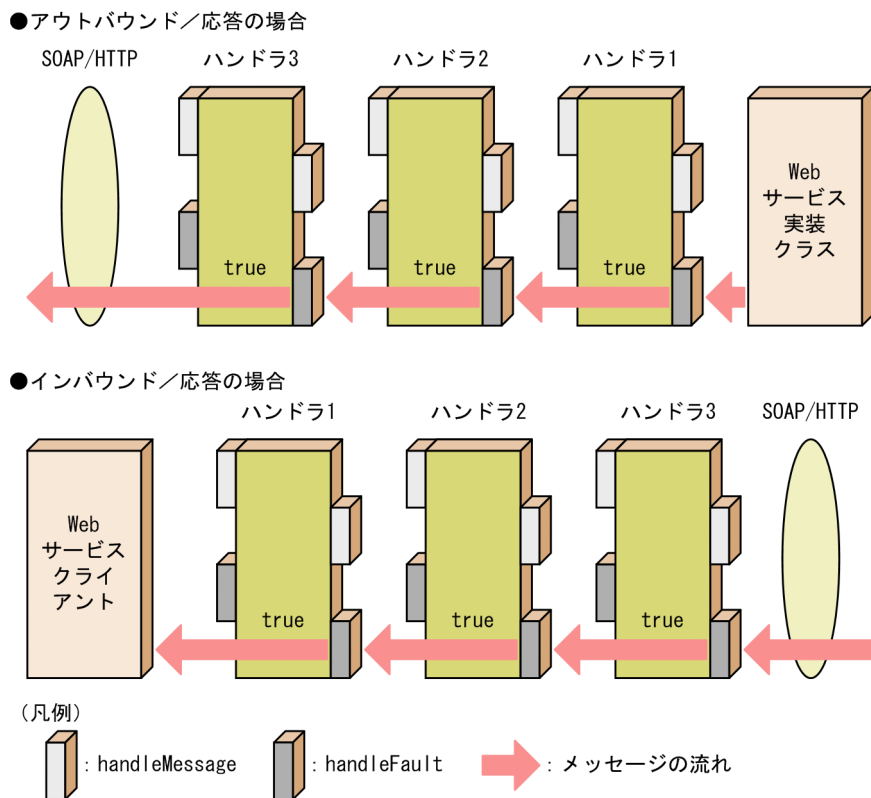 ●アウトバウンド／応答の場合
SOAP/HTTP ハンドラ3 ハンドラ2 ハンドラ1
Web
サービス
実装
クラス
true true true
●インバウンド／応答の場合
ハンドラ1 ハンドラ2 ハンドラ3 SOAP/HTTP
Web
サービス
クライ
アント
true true true
（凡例）
：handleMessage ：handleFault ：メッセージの流れ